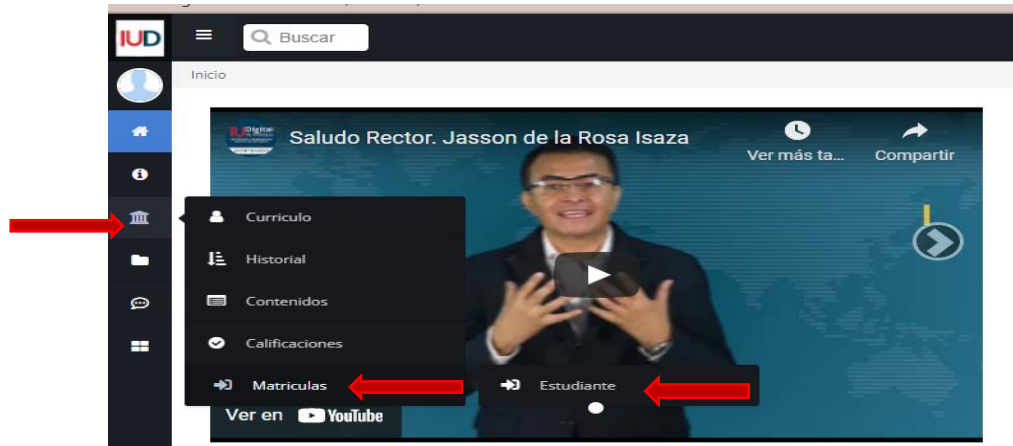 IUD
Buscar
Inicio
IUDigital
Saludo Rector. Jasson de la Rosa Isaza
Ver más ta...
Compartir
Curriculo
Historial
Contenidos
Calificaciones
Matriculas
Estudiante
Ver en YouTube